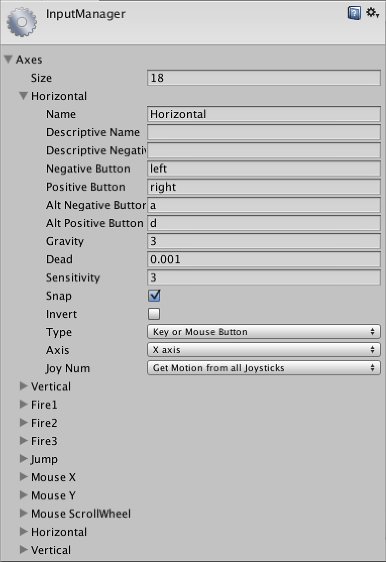 InputManager
Axes
Size 18
Horizontal
Name Horizontal
Descriptive Name
Descriptive Negativ
Negative Button left
Positive Button right
Alt Negative Button a
Alt Positive Button d
Gravity 3
Dead 0.001
Sensitivity 3
Snap
Invert
Type Key or Mouse Button
Axis X axis
Joy Num Get Motion from all Joysticks
Vertical
Fire1
Fire2
Fire3
Jump
Mouse X
Mouse Y
Mouse ScrollWheel
Horizontal
Vertical